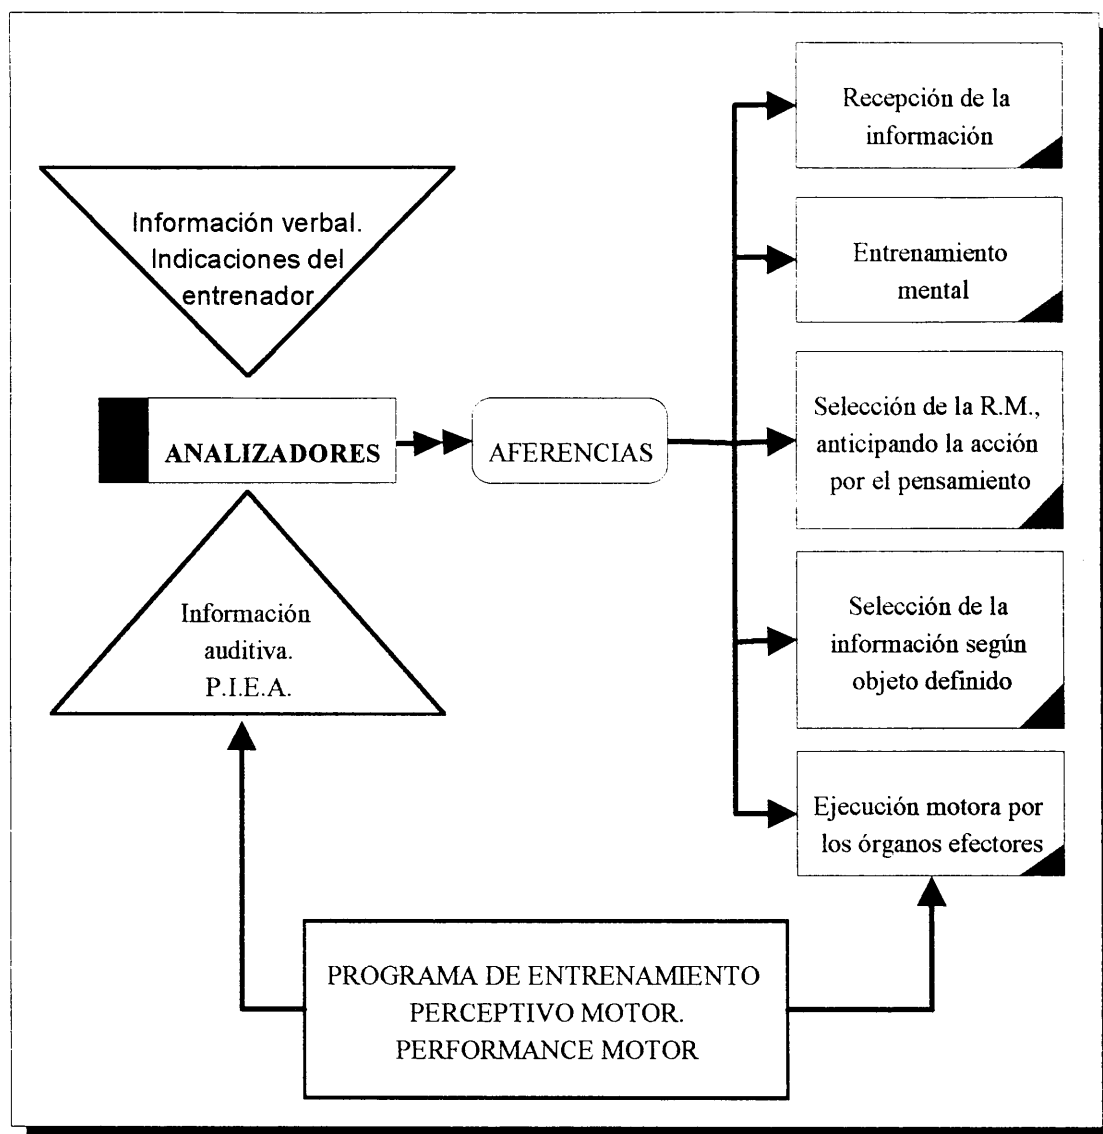 Información verbal.
Indicaciones del
entrenador
ANALIZADORES
AFERENCIAS
Información
auditiva.
P.I.E.A.
Recepción de la
información
Entrenamiento
mental
Selección de la R.M.,
anticipando la acción
por el pensamiento
Selección de la
información según
objeto definido
Ejecución motora por
los órganos efectores
PROGRAMA DE ENTRENAMIENTO
PERCEPTIVO MOTOR.
PERFORMANCE MOTOR